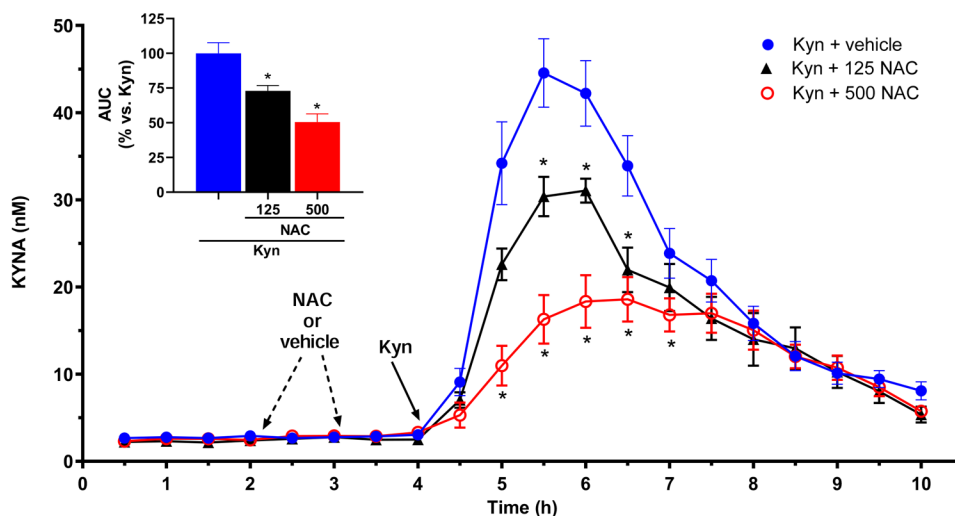 50
40
30
20
10
0
KYNA (nM)
125
100
75
50
25
0
AUC
(% vs. Kyn)
*
*
125 500
NAC
Kyn
Kyn + vehicle
Kyn + 125 NAC
Kyn + 500 NAC
NAC
or
vehicle
Kyn
* *
*
*
* * * *
0 1 2 3 4 5 6 7 8 9 10
Time (h)